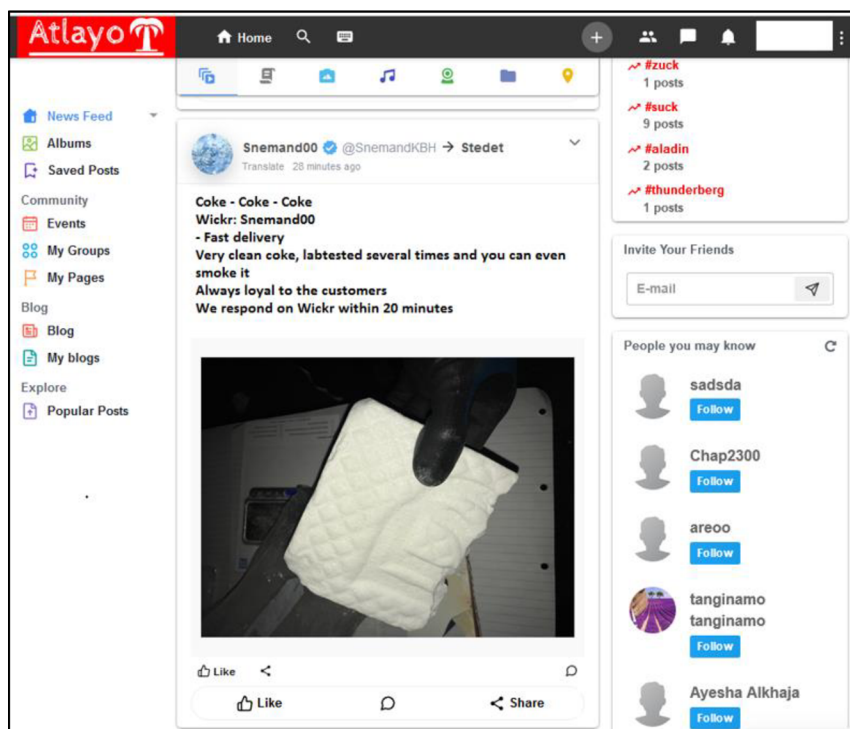 Atlayo
Home
#zuck
1 posts
#suck
9 posts
#aladin
2 posts
#thunderberg
1 posts
News Feed
Albums
Saved Posts
Community
Events
My Groups
My Pages
Blog
Blog
My blogs
Explore
Popular Posts
Snemand00 @SnemandKBH → Stedet
Translate 28 minutes ago
Coke - Coke - Coke
Wickr: Snemand00
- Fast delivery
Very clean coke, labtested several times and you can even
smoke it
Always loyal to the customers
We respond on Wickr within 20 minutes
Like
Like
Share
Invite Your Friends
E-mail
People you may know
sadsda
Follow
Chap2300
Follow
areoo
Follow
tanginamo
tanginamo
Follow
Ayesha Alkhaja
Follow